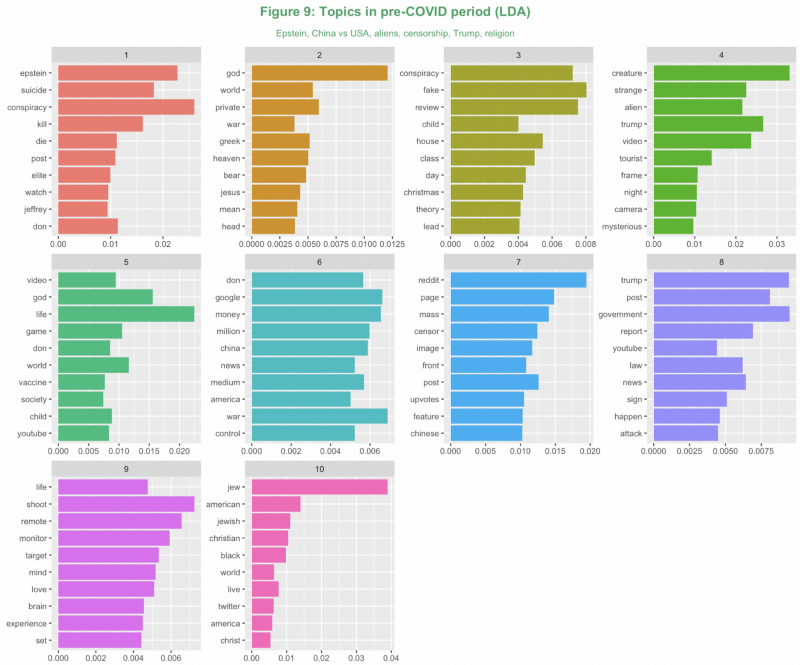 Figure 9: Topics in pre-COVID period (LDA)
Epstein, China vs USA, aliens, censorship, Trump, religion
1
epstein
suicide
conspiracy
kill
die
post
elite
watch
jeffrey
don
0.00 0.01 0.02
2
god
world
private
war
greek
heaven
bear
jesus
mean
head
0.0000 0.0025 0.0050 0.0075 0.0100 0.0125
3
conspiracy
fake
review
child
house
class
day
christmas
theory
lead
0.000 0.002 0.004 0.006 0.008
4
creature
strange
alien
trump
video
tourist
frame
night
camera
mysterious
0.00 0.01 0.02 0.03
5
video
god
life
game
don
world
vaccine
society
child
youtube
0.000 0.005 0.010 0.015 0.020
6
don
google
money
million
china
news
medium
america
war
control
0.000 0.002 0.004 0.006
7
reddit
page
mass
censor
image
front
post
upvotes
feature
chinese
0.000 0.005 0.010 0.015 0.020
8
trump
post
government
report
youtube
law
news
sign
happen
attack
0.0000 0.0025 0.0050 0.0075
9
life
shoot
remote
monitor
target
mind
love
brain
experience
set
0.000 0.002 0.004 0.006
10
jew
american
jewish
christian
black
world
live
twitter
america
christ
0.00 0.01 0.02 0.03 0.04